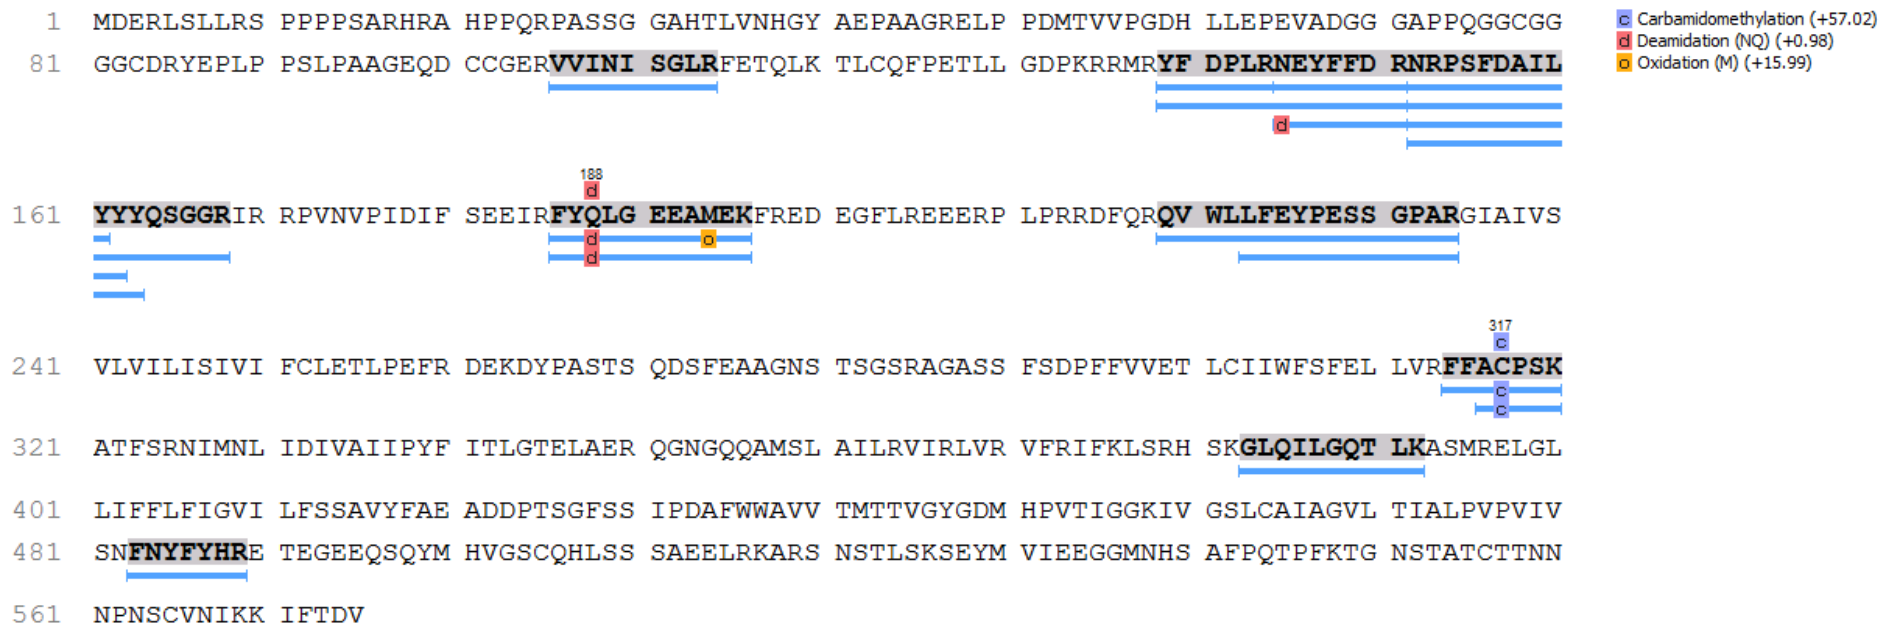 1 MDERLSLLRS PPPPSARHRA HPPQRPASSG GAHTLVNHGY AEPAAGRELP PDMTVVPGDH LLEPEVADGG GAPPQGGCGG
c Carbamidomethylation (+57.02)
d Deamidation (NQ) (+0.98)
o Oxidation (M) (+15.99)
81 GGCDRYEPLP PSLPAAGEQD CCGERVVINI SGLRFETQLK TLCQFPETLL GDPKRRMRYF DPLRNEYFFD RNRPSFDAIL
d
188
d
161 YYYQSGGRIR RPVNVPIDIF SEEIRFYQLG EEAMEKFRED EGFLREEERP LPRRDFQRQV WLLFEYPESS GPARGIAIVS
d o
d
317
c
241 VLVILISIVI FCLETLPEFR DEKDYPASTS QDSFEAAGNS TSGSRAGASS FSDPFFVVET LCIIWFSFEL LVRFFACPSK
c
c
321 ATFSRNIMNL IDIVAIIPYF ITLGTELAER QGNGQQAMSL AILRVIRLVR VFRIFKLSRH SKGLQILGQT LKASMRELGL
401 LIFFLFIGVI LFSSAVYFAE ADDPTSGFSS IPDAFWWAVV TMTTVGYGDM HPVTIGGKIV GSLCAIAGVL TIALPVPVIV
481 SNFNYFYHRE TEGEEQSQYM HVGSCQHLSS SAEELRKARS NSTLSKSEYM VIEEGGMNHS AFPQTPFKTG NSTATCTTNN
561 NPNSCVNIKK IFTDV